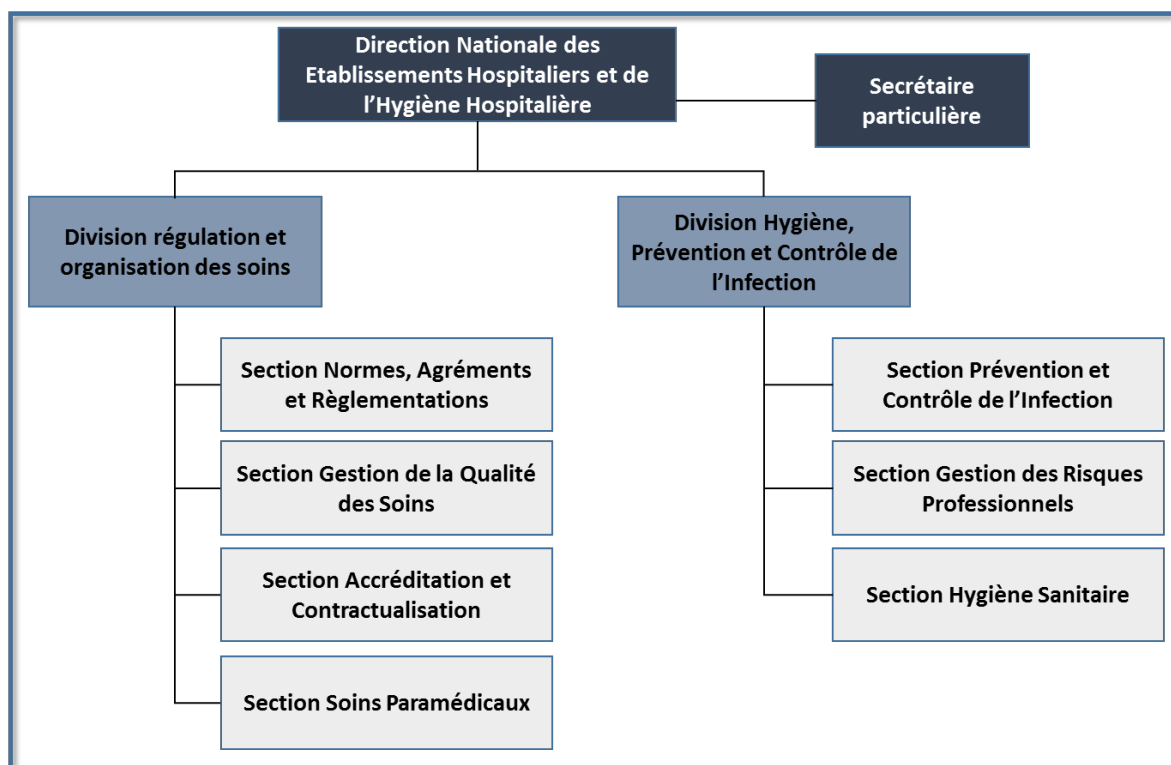 Direction Nationale des
Etablissements Hospitaliers et de
l’Hygiène Hospitalière
Secrétaire
particulière
Division régulation et
organisation des soins
Division Hygiène,
Prévention et Contrôle de
l’Infection
Section Normes, Agréments
et Règlementations
Section Gestion de la Qualité
des Soins
Section Accréditation et
Contractualisation
Section Soins Paramédicaux
Section Prévention et
Contrôle de l’Infection
Section Gestion des Risques
Professionnels
Section Hygiène Sanitaire